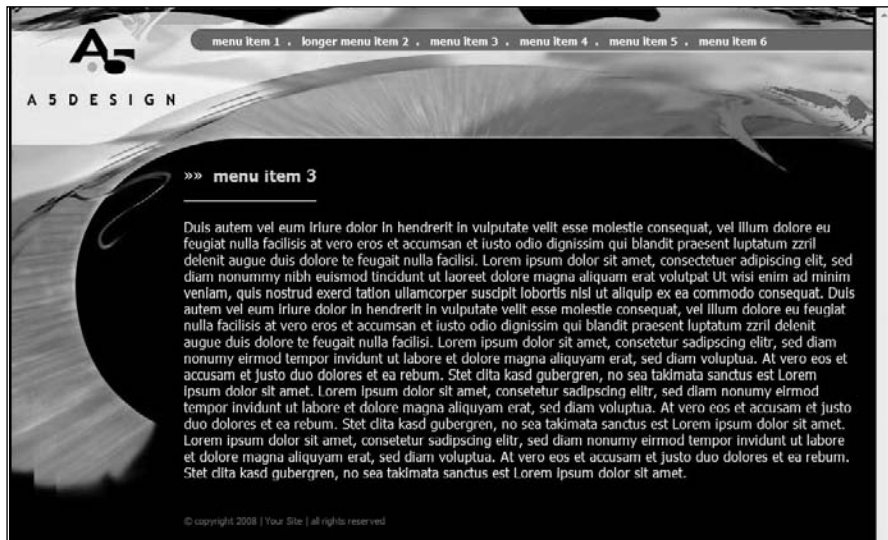 A5
A 5 D E S I G N
menu item 1 . longer menu item 2 . menu item 3 . menu item 4 . menu item 5 . menu item 6
»» menu item 3
Duis autem vel eum iriure dolor in hendrerit in vulputate velit esse molestie consequat, vel illum dolore eu
feugiat nulla facilisis at vero eros et accumsan et iusto odio dignissim qui blandit praesent luptatum zzril
delenit augue duis dolore te feugait nulla facilisi. Lorem ipsum dolor sit amet, consectetuer adipiscing elit, sed
diam nonummy nibh euismod tincidunt ut laoreet dolore magna aliquam erat volutpat Ut wisi enim ad minim
veniam, quis nostrud exerci tation ullamcorper suscipit lobortis nisl ut aliquip ex ea commodo consequat. Duis
autem vel eum iriure dolor in hendrerit in vulputate velit esse molestie consequat, vel illum dolore eu feugiat
nulla facilisis at vero eros et accumsan et iusto odio dignissim qui blandit praesent luptatum zzril delenit
augue duis dolore te feugait nulla facilisi. Lorem ipsum dolor sit amet, consetetur sadipscing elitr, sed diam
nonumy eirmod tempor invidunt ut labore et dolore magna aliquyam erat, sed diam voluptua. At vero eos et
accusam et justo duo dolores et ea rebum. Stet clita kasd gubergren, no sea takimata sanctus est Lorem
ipsum dolor sit amet. Lorem ipsum dolor sit amet, consetetur sadipscing elitr, sed diam nonumy eirmod
tempor invidunt ut labore et dolore magna aliquyam erat, sed diam voluptua. At vero eos et accusam et justo
duo dolores et ea rebum. Stet clita kasd gubergren, no sea takimata sanctus est Lorem ipsum dolor sit amet.
Lorem ipsum dolor sit amet, consetetur sadipscing elitr, sed diam nonumy eirmod tempor invidunt ut labore
et dolore magna aliquyam erat, sed diam voluptua. At vero eos et accusam et justo duo dolores et ea rebum.
Stet clita kasd gubergren, no sea takimata sanctus est Lorem ipsum dolor sit amet.
© copyright 2008 | Your Site | all rights reserved